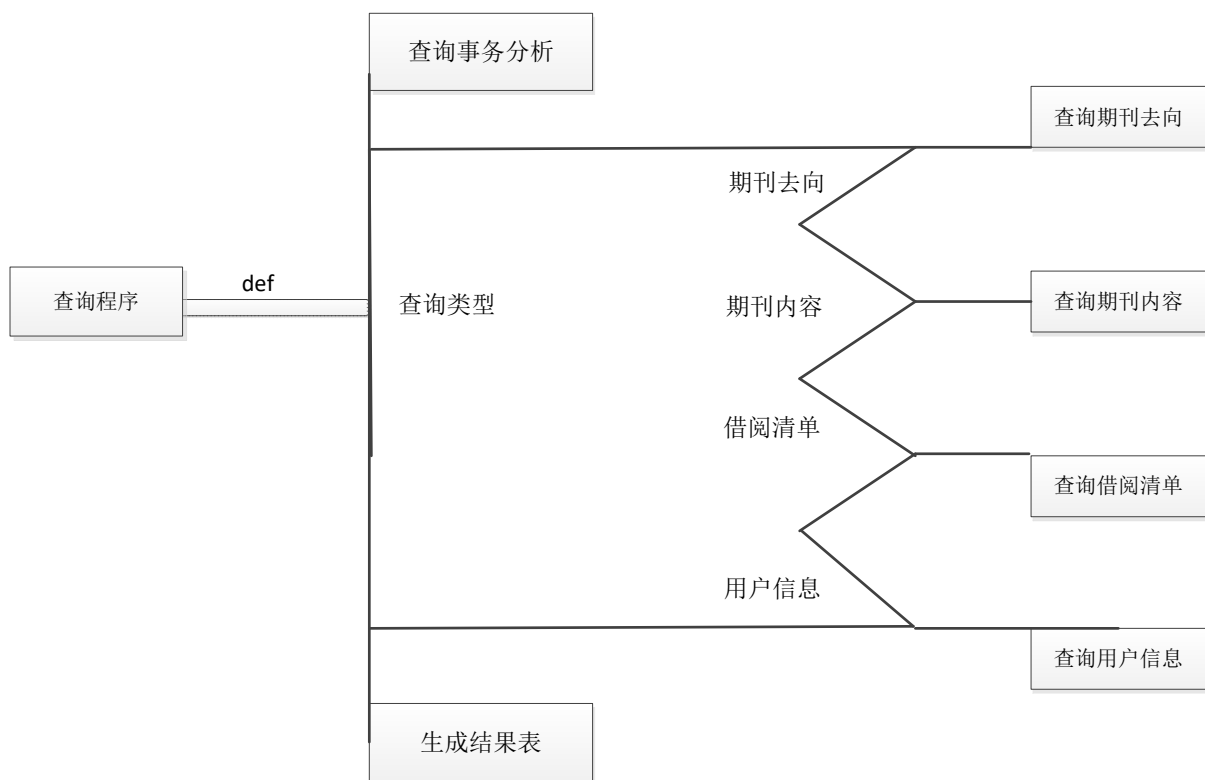 查询事务分析
查询期刊去向
期刊去向
def
查询程序
查询类型
期刊内容
查询期刊内容
借阅清单
查询借阅清单
用户信息
查询用户信息
生成结果表